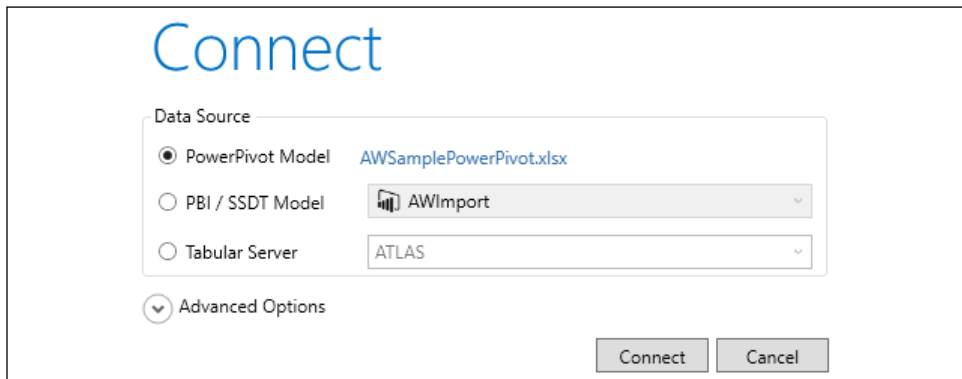 Connect
Data Source
PowerPivot Model AWSamplePowerPivot.xlsx
PBI / SSDT Model AWImport
Tabular Server ATLAS
Advanced Options
Connect Cancel